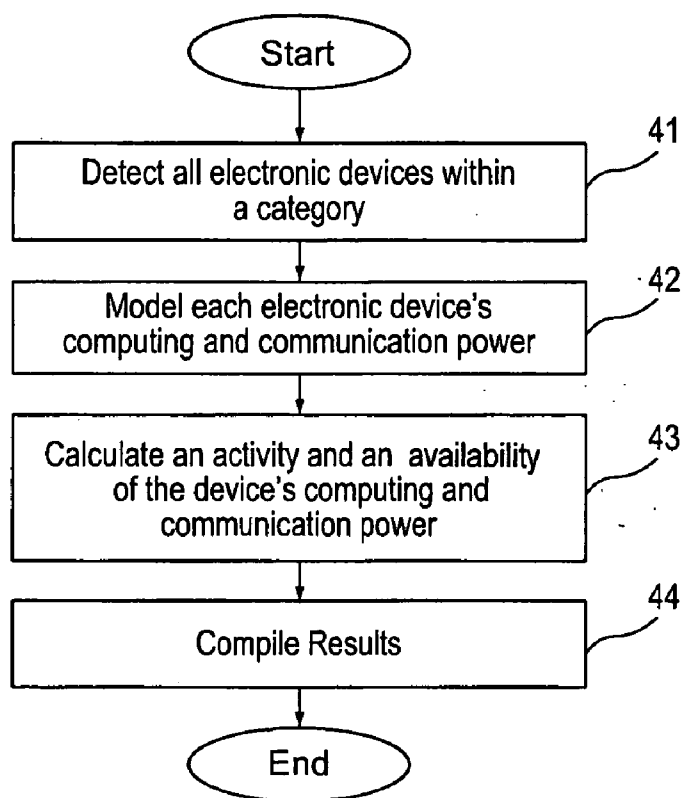 Start
41
Detect all electronic devices within
a category
42
Model each electronic device's
computing and communication power
43
Calculate an activity and an availability
of the device's computing and
communication power
44
Compile Results
End